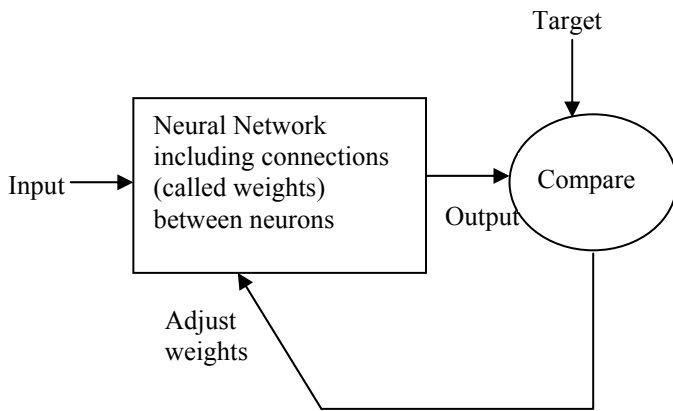 Target
Neural Network
including connections
(called weights)
between neurons
Input
Compare
Output
Adjust
weights